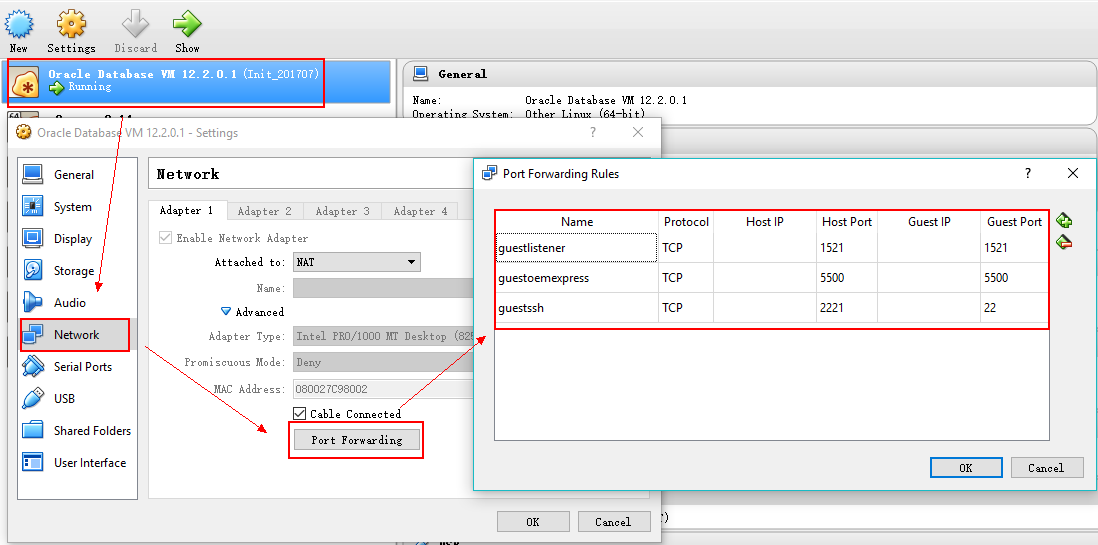 New Settings Discard Show
Oracle Database VM 12.2.0.1 (Init_201707)
Running
General
Name: Oracle Database VM 12.2.0.1
Operating System: Other Linux (64-bit)
Oracle Database VM 12.2.0.1 - Settings
General
System
Display
Storage
Audio
Network
Serial Ports
USB
Shared Folders
User Interface
Network
Adapter 1 Adapter 2 Adapter 3 Adapter 4
Enable Network Adapter
Attached to: NAT
Name:
Advanced
Adapter Type: Intel PRO/1000 MT Desktop (825
Promiscuous Mode: Deny
MAC Address: 080027C98002
Cable Connected
Port Forwarding
OK Cancel
Port Forwarding Rules
Name Protocol Host IP Host Port Guest IP Guest Port
guestlistener TCP 1521 1521
guestoemexpress TCP 5500 5500
guestssh TCP 2221 22
OK Cancel